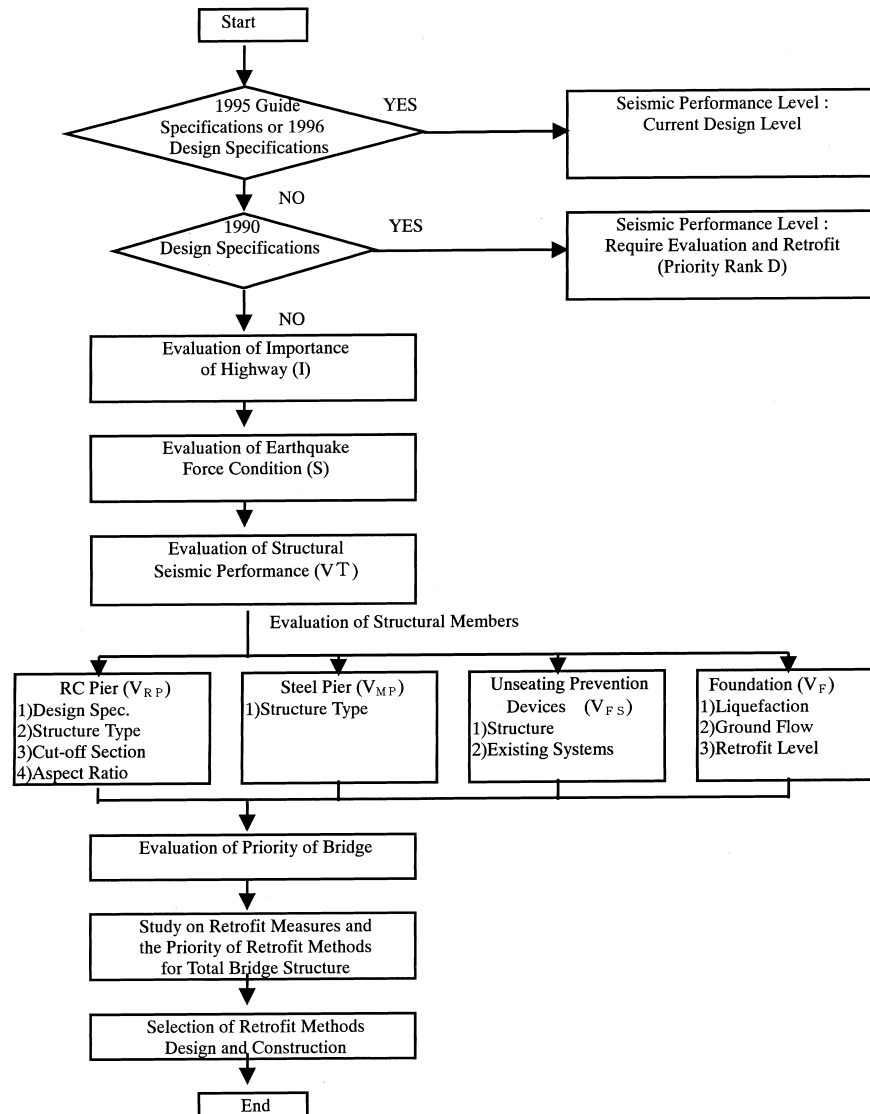 Start
1995 Guide
Specifications or 1996
Design Specifications
YES
Seismic Performance Level :
Current Design Level
NO
1990
Design Specifications
YES
Seismic Performance Level :
Require Evaluation and Retrofit
(Priority Rank D)
NO
Evaluation of Importance
of Highway (I)
Evaluation of Earthquake
Force Condition (S)
Evaluation of Structural
Seismic Performance (VT)
Evaluation of Structural Members
RC Pier (VRP)
1)Design Spec.
2)Structure Type
3)Cut-off Section
4)Aspect Ratio
Steel Pier (VMP)
1)Structure Type
Unseating Prevention
Devices (VFS)
1)Structure
2)Existing Systems
Foundation (VF)
1)Liquefaction
2)Ground Flow
3)Retrofit Level
Evaluation of Priority of Bridge
Study on Retrofit Measures and
the Priority of Retrofit Methods
for Total Bridge Structure
Selection of Retrofit Methods
Design and Construction
End